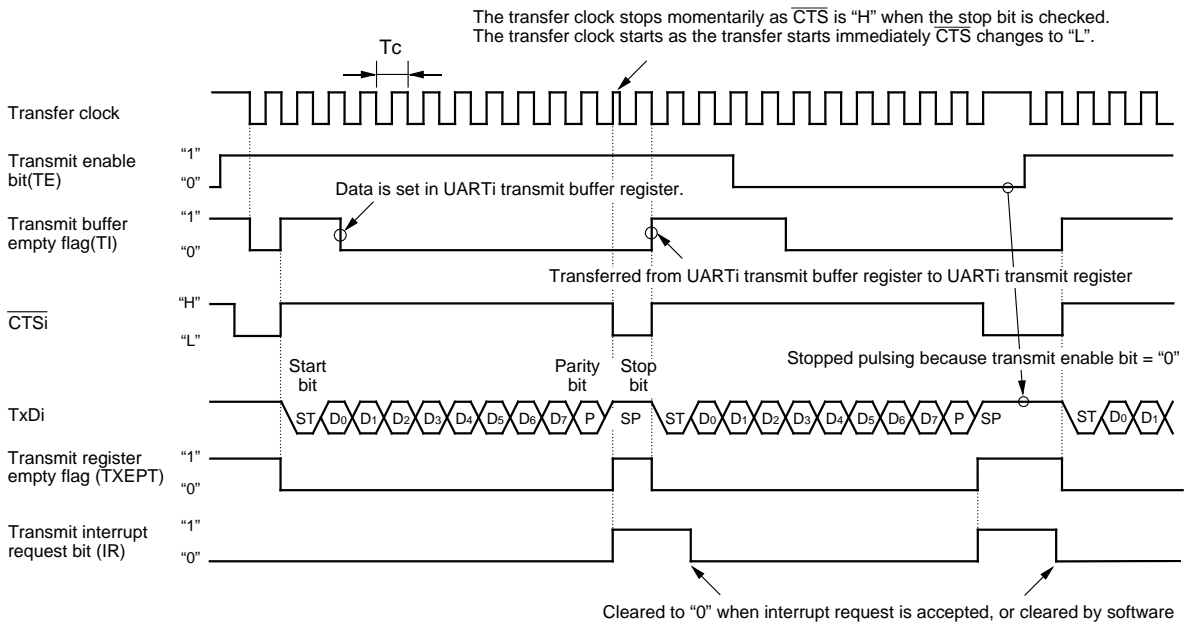 The transfer clock stops momentarily as CTS is “H” when the stop bit is checked.
The transfer clock starts as the transfer starts immediately CTS changes to “L”.
Tc
Transfer clock
Transmit enable
bit(TE)
“1”
“0”
Data is set in UARTi transmit buffer register.
Transmit buffer
empty flag(TI)
“1”
“0”
Transferred from UARTi transmit buffer register to UARTi transmit register
CTSi
“H”
“L”
Stopped pulsing because transmit enable bit = “0”
Start
bit
Parity
bit
Stop
bit
TxDi
ST D0 D1 D2 D3 D4 D5 D6 D7 P SP ST D0 D1 D2 D3 D4 D5 D6 D7 P SP ST D0 D1
Transmit register
empty flag (TXEPT)
“1”
“0”
Transmit interrupt
request bit (IR)
“1”
“0”
Cleared to “0” when interrupt request is accepted, or cleared by software